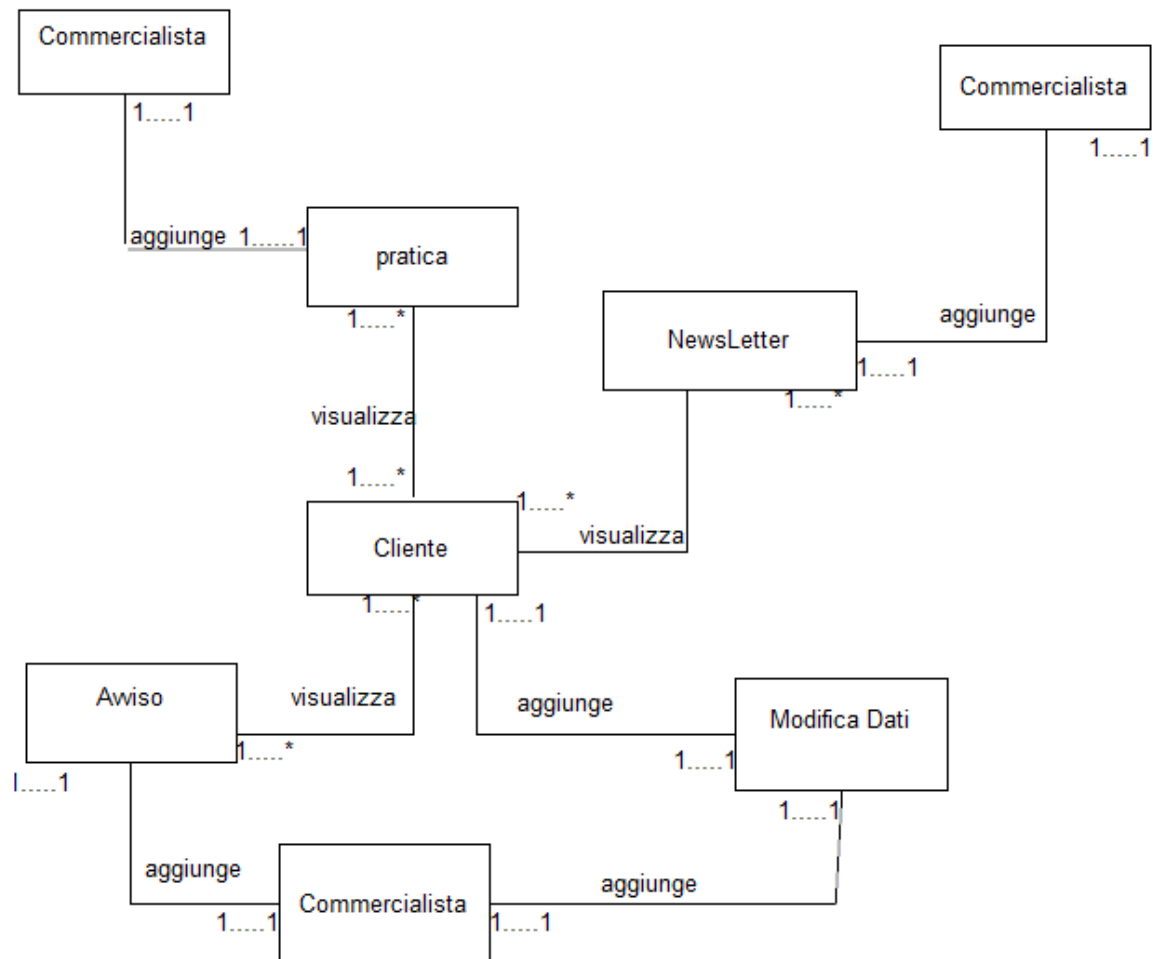 Commercialista
1.....1
Commercialista
1.....1
aggiunge 1......1
pratica
1.....*
aggiunge
NewsLetter
1.....1
1.....*
visualizza
1.....*
1.....*
visualizza
Cliente
1.....*
1.....1
Avviso
visualizza
1.....*
aggiunge
Modifica Dati
1.....1
l.....1
1.....1
aggiunge
Commercialista
aggiunge
1.....1
1.....1